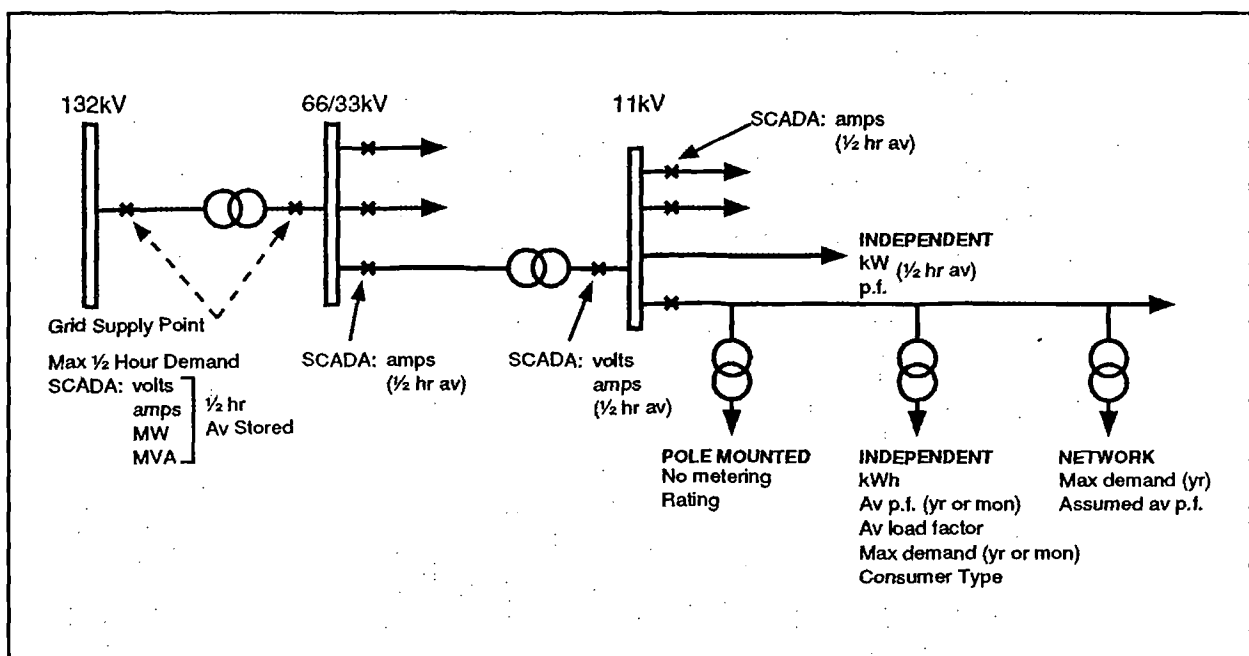 132kV
66/33kV
11kV
SCADA: amps
(½ hr av)
INDEPENDENT
kW (½ hr av)
p.f.
Grid Supply Point
Max ½ Hour Demand
SCADA: volts
amps ½ hr
MW Av Stored
MVA
SCADA: amps
(½ hr av)
SCADA: volts
amps
(½ hr av)
POLE MOUNTED
No metering
Rating
INDEPENDENT
kWh
Av p.f. (yr or mon)
Av load factor
Max demand (yr or mon)
Consumer Type
NETWORK
Max demand (yr)
Assumed av p.f.